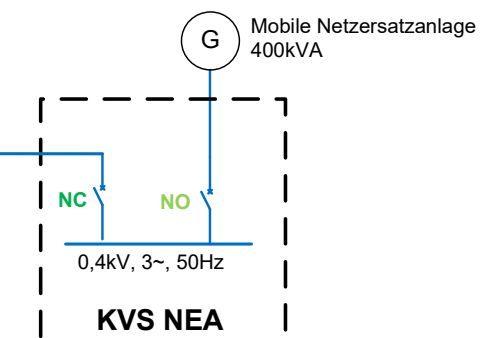 G
Mobile Netzersatzanlage
400kVA
NC
NO
0,4kV, 3~, 50Hz
KVS NEA